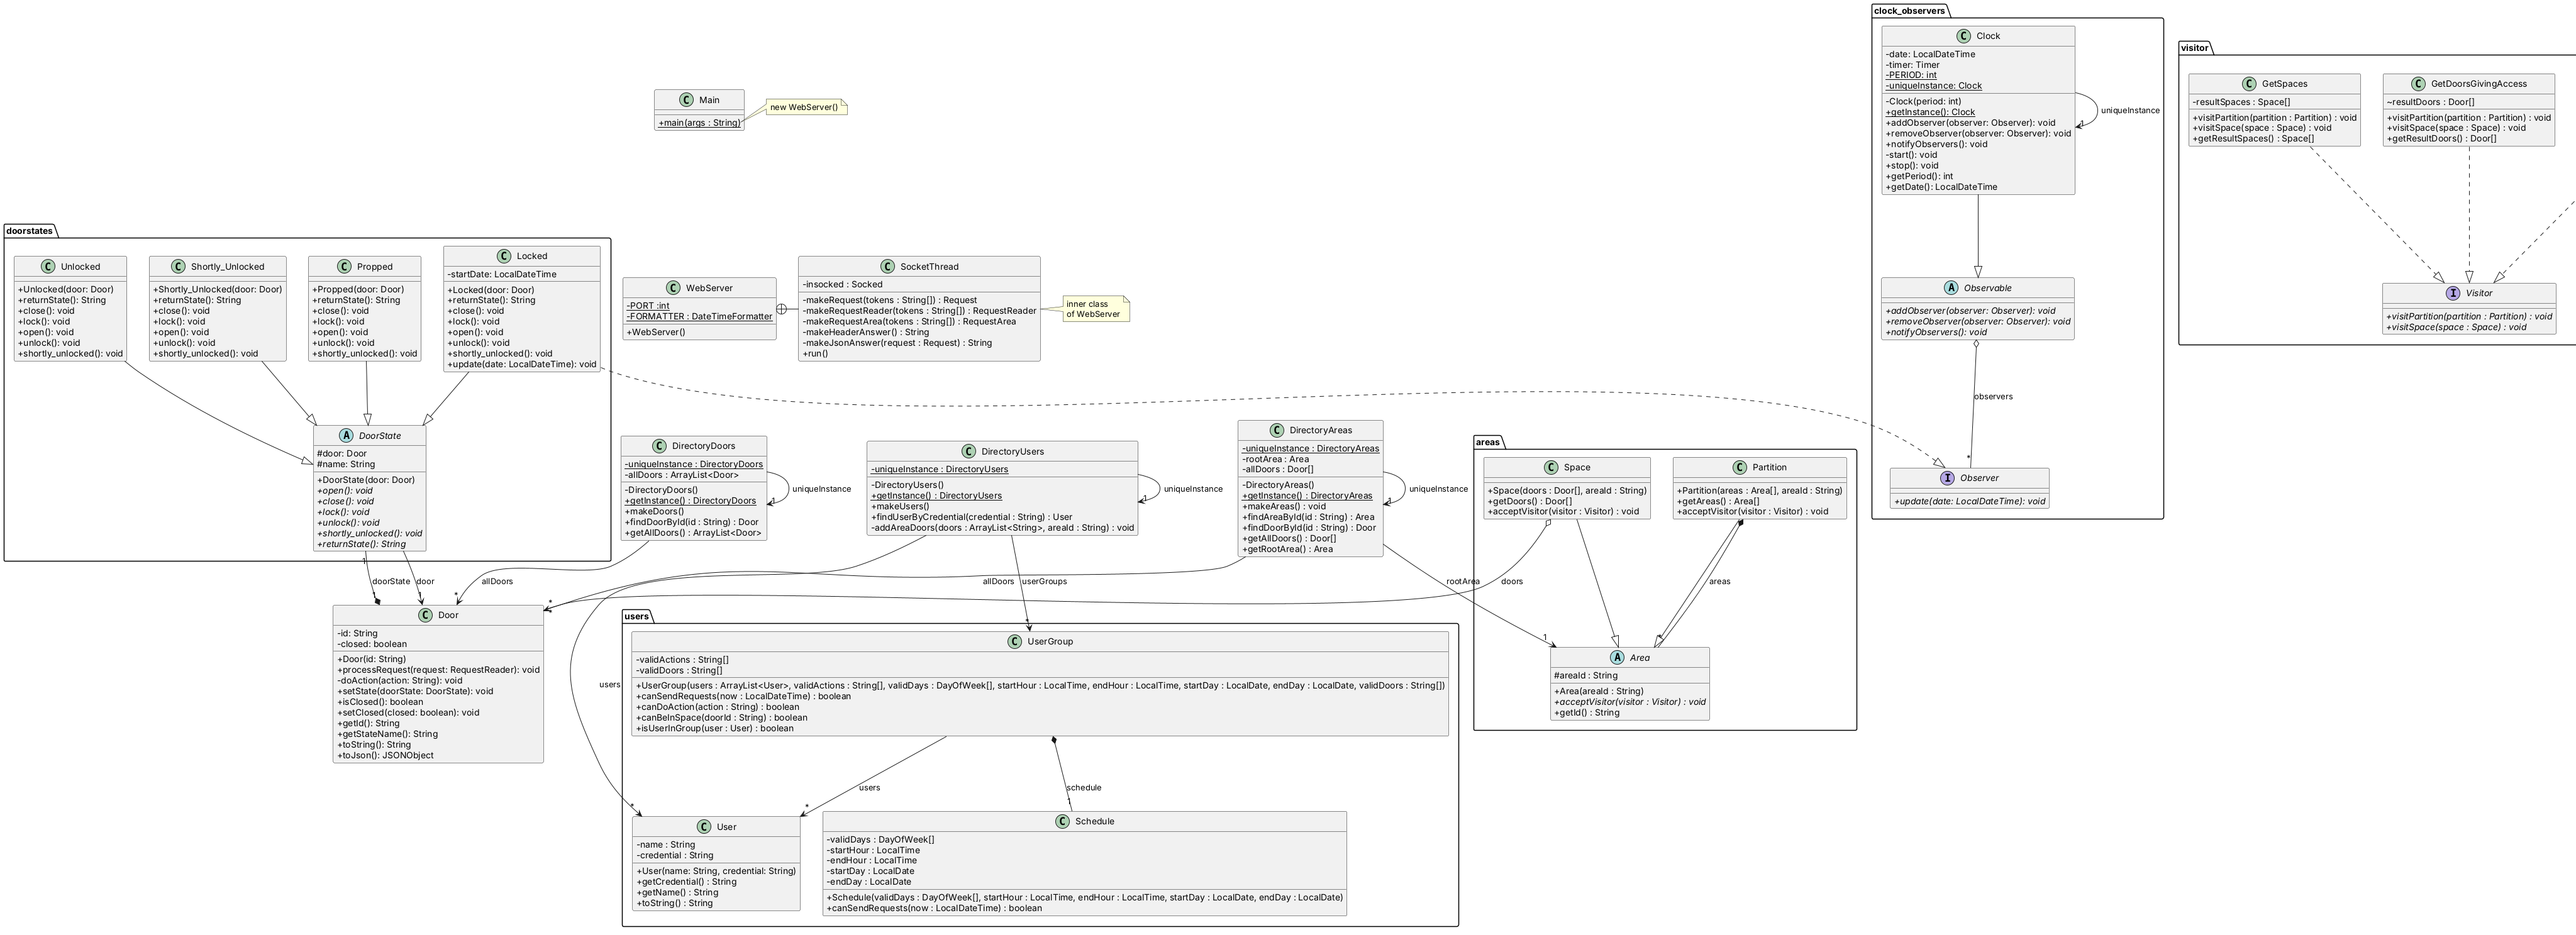 clock_observers
C Clock
-date: LocalDateTime
-timer: Timer
-PERIOD: int
-uniqueInstance: Clock
-Clock(period: int)
+getInstance(): Clock
+addObserver(observer: Observer): void
+removeObserver(observer: Observer): void
+notifyObservers(): void
-start(): void
+stop(): void
+getPeriod(): int
+getDate(): LocalDateTime
1
uniqueInstance
visitor
C GetSpaces
-resultSpaces : Space[]
+visitPartition(partition : Partition) : void
+visitSpace(space : Space) : void
+getResultSpaces() : Space[]
C GetDoorsGivingAccess
~resultDoors : Door[]
+visitPartition(partition : Partition) : void
+visitSpace(space : Space) : void
+getResultDoors() : Door[]
C Main
+main(args : String)
new WebServer()
doorstates
C Unlocked
+Unlocked(door: Door)
+returnState(): String
+close(): void
+lock(): void
+open(): void
+unlock(): void
+shortly_unlocked(): void
C Shortly_Unlocked
+Shortly_Unlocked(door: Door)
+returnState(): String
+close(): void
+lock(): void
+open(): void
+unlock(): void
+shortly_unlocked(): void
C Propped
+Propped(door: Door)
+returnState(): String
+close(): void
+lock(): void
+open(): void
+unlock(): void
+shortly_unlocked(): void
C Locked
-startDate: LocalDateTime
+Locked(door: Door)
+returnState(): String
+close(): void
+lock(): void
+open(): void
+unlock(): void
+shortly_unlocked(): void
+update(date: LocalDateTime): void
C WebServer
-PORT :int
-FORMATTER : DateTimeFormatter
+WebServer()
C SocketThread
-insocked : Socked
-makeRequest(tokens : String[]) : Request
-makeRequestReader(tokens : String[]) : RequestReader
-makeRequestArea(tokens : String[]) : RequestArea
-makeHeaderAnswer() : String
-makeJsonAnswer(request : Request) : String
+run()
inner class
of WebServer
A Observable
+addObserver(observer: Observer): void
+removeObserver(observer: Observer): void
+notifyObservers(): void
observers
*
I Visitor
+visitPartition(partition : Partition) : void
+visitSpace(space : Space) : void
A DoorState
#door: Door
#name: String
+DoorState(door: Door)
+open(): void
+close(): void
+lock(): void
+unlock(): void
+shortly_unlocked(): void
+returnState(): String
C DirectoryDoors
-uniqueInstance : DirectoryDoors
-allDoors : ArrayList<Door>
-DirectoryDoors()
+getInstance() : DirectoryDoors
+makeDoors()
+findDoorById(id : String) : Door
+getAllDoors() : ArrayList<Door>
1
uniqueInstance
C DirectoryUsers
-uniqueInstance : DirectoryUsers
-DirectoryUsers()
+getInstance() : DirectoryUsers
+makeUsers()
+findUserByCredential(credential : String) : User
-addAreaDoors(doors : ArrayList<String>, areaId : String) : void
1
uniqueInstance
C DirectoryAreas
-uniqueInstance : DirectoryAreas
-rootArea : Area
-allDoors : Door[]
-DirectoryAreas()
+getInstance() : DirectoryAreas
+makeAreas() : void
+findAreaById(id : String) : Area
+findDoorById(id : String) : Door
+getAllDoors() : Door[]
+getRootArea() : Area
1
uniqueInstance
areas
C Space
+Space(doors : Door[], areaId : String)
+getDoors() : Door[]
+acceptVisitor(visitor : Visitor) : void
C Partition
+Partition(areas : Area[], areaId : String)
+getAreas() : Area[]
+acceptVisitor(visitor : Visitor) : void
I Observer
+update(date: LocalDateTime): void
1
doorState
1
door
1
allDoors
*
allDoors
*
userGroups
*
rootArea
1
doors
*
areas
*
C Door
-id: String
-closed: boolean
+Door(id: String)
+processRequest(request: RequestReader): void
-doAction(action: String): void
+setState(doorState: DoorState): void
+isClosed(): boolean
+setClosed(closed: boolean): void
+getId(): String
+getStateName(): String
+toString(): String
+toJson(): JSONObject
users
C UserGroup
-validActions : String[]
-validDoors : String[]
+UserGroup(users : ArrayList<User>, validActions : String[], validDays : DayOfWeek[], startHour : LocalTime, endHour : LocalTime, startDay : LocalDate, endDay : LocalDate, validDoors : String[])
+canSendRequests(now : LocalDateTime) : boolean
+canDoAction(action : String) : boolean
+canBeInSpace(doorId : String) : boolean
+isUserInGroup(user : User) : boolean
A Area
#areaId : String
+Area(areaId : String)
+acceptVisitor(visitor : Visitor) : void
+getId() : String
users
*
users
*
schedule
1
C User
-name : String
-credential : String
+User(name: String, credential: String)
+getCredential() : String
+getName() : String
+toString() : String
C Schedule
-validDays : DayOfWeek[]
-startHour : LocalTime
-endHour : LocalTime
-startDay : LocalDate
-endDay : LocalDate
+Schedule(validDays : DayOfWeek[], startHour : LocalTime, endHour : LocalTime, startDay : LocalDate, endDay : LocalDate)
+canSendRequests(now : LocalDateTime) : boolean